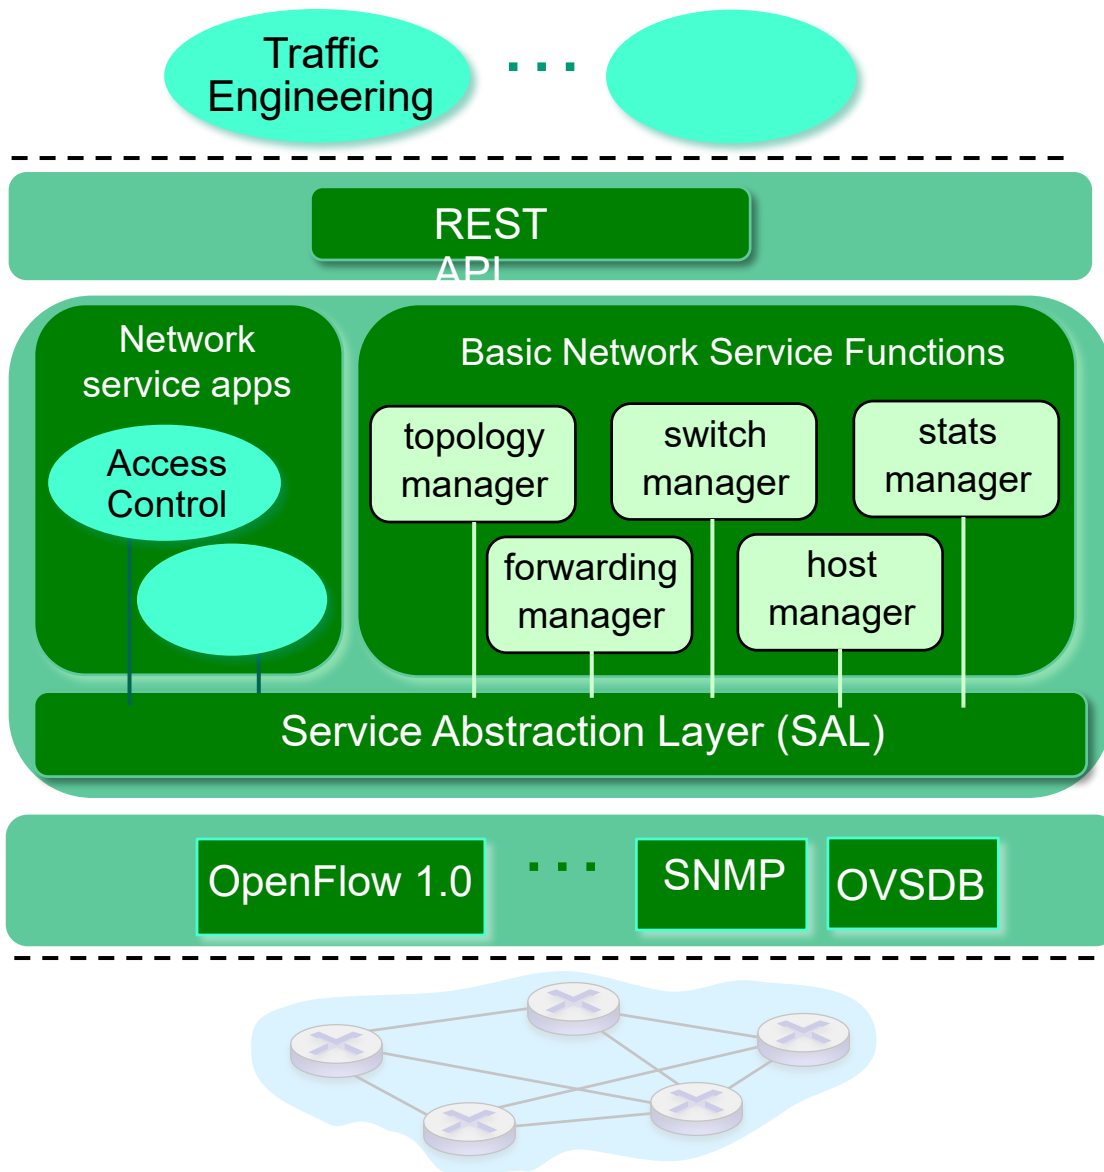 Traffic
Engineering
...
REST
API
Network
service apps
Basic Network Service Functions
topology
manager
switch
manager
stats
manager
Access
Control
forwarding
manager
host
manager
Service Abstraction Layer (SAL)
OpenFlow 1.0
...
SNMP
OVSDB